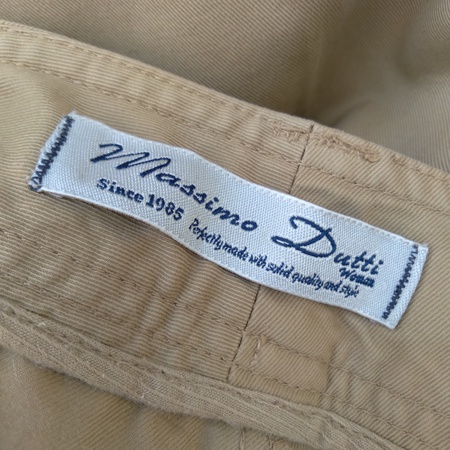 Massimo Dutti
Since 1985
Woman
Perfectly made with solid quality and style